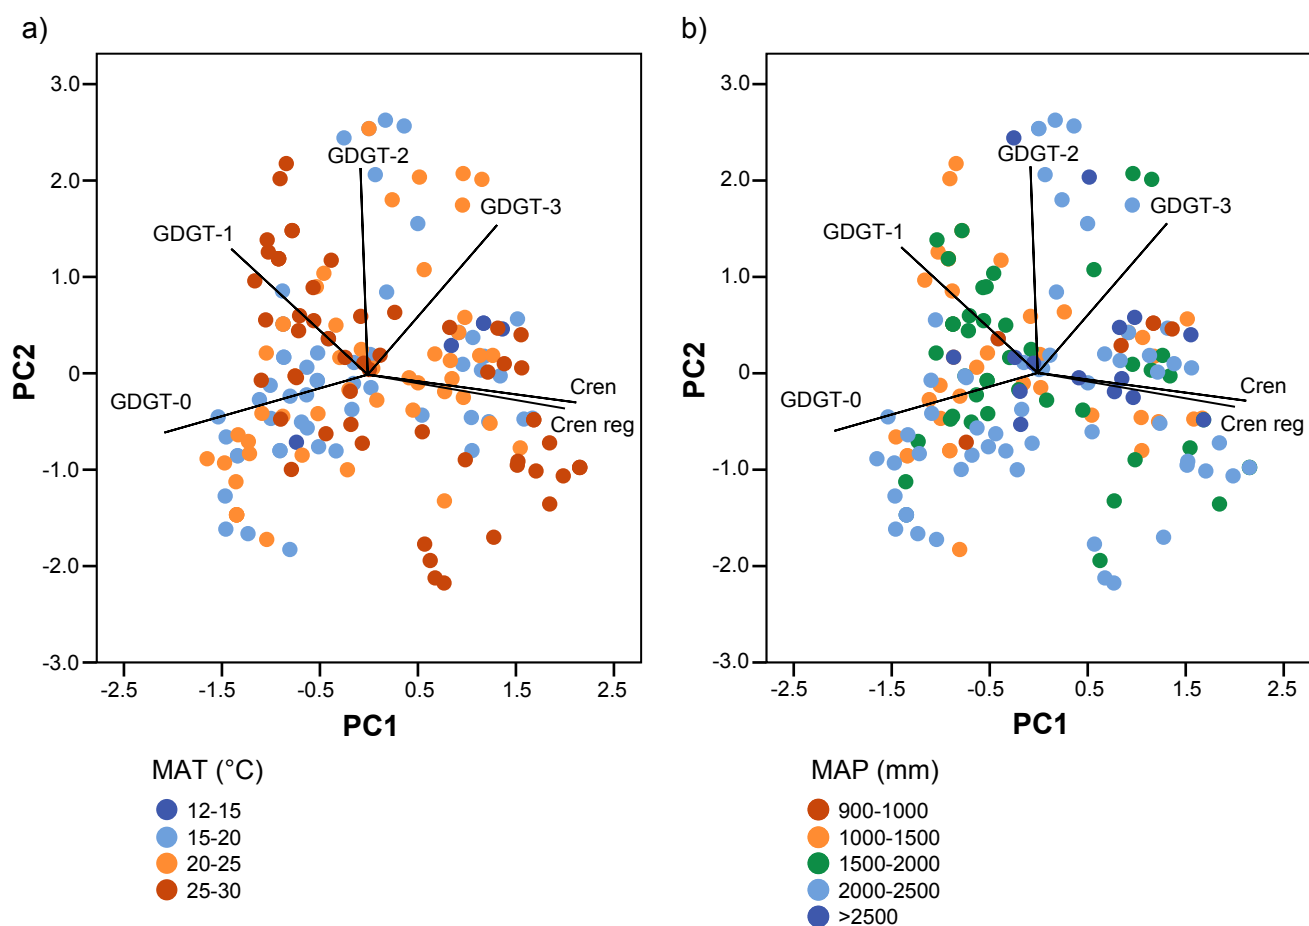 a)
3.0
2.0
1.0
0
-1.0
-2.0
-3.0
PC2
GDGT-2
GDGT-3
GDGT-1
GDGT-0
Cren
Cren reg
-2.5
-1.5
-0.5
0.5
1.5
2.5
PC1
MAT (°C)
12-15
15-20
20-25
25-30
b)
3.0
2.0
1.0
0
-1.0
-2.0
-3.0
PC2
GDGT-2
GDGT-3
GDGT-1
GDGT-0
Cren
Cren reg
-2.5
-1.5
-0.5
0.5
1.5
2.5
PC1
MAP (mm)
900-1000
1000-1500
1500-2000
2000-2500
>2500